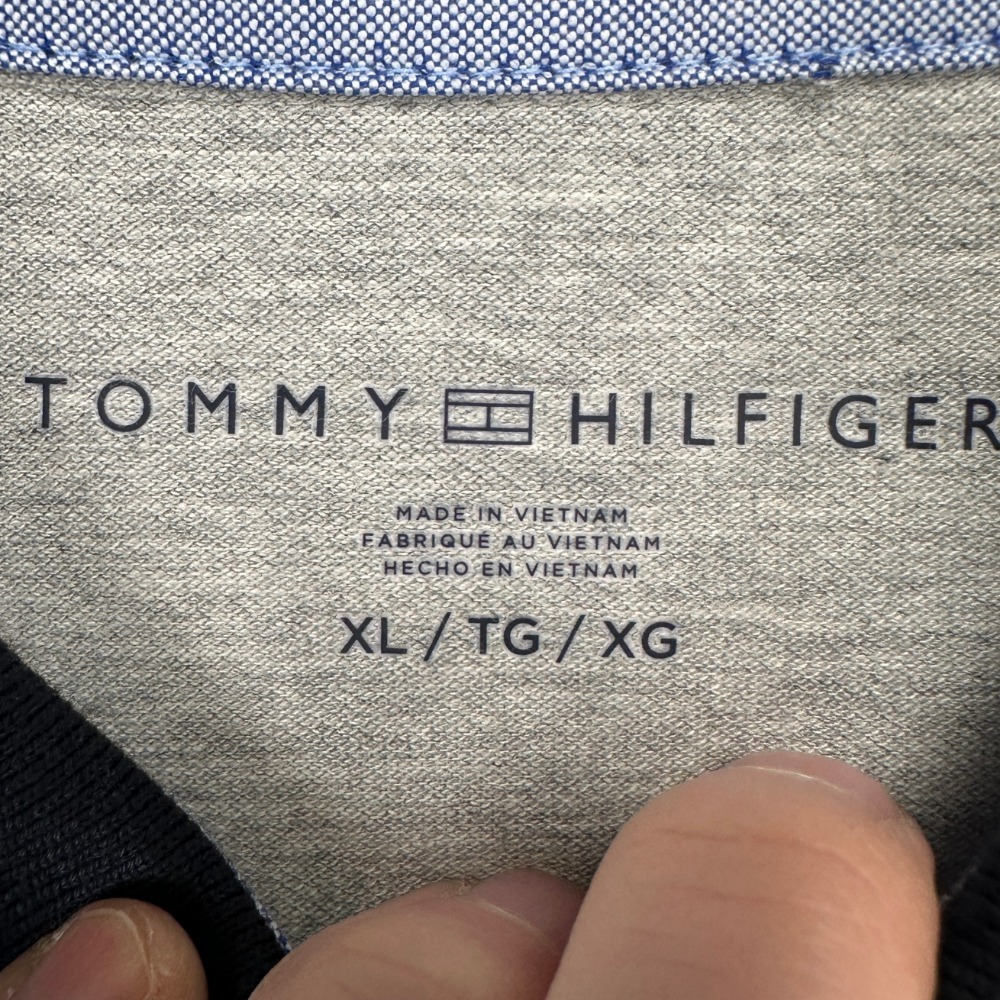 TOMMY HILFIGER
MADE IN VIETNAM
FABRIQUÉ AU VIETNAM
HECHO EN VIETNAM
XL / TG / XG